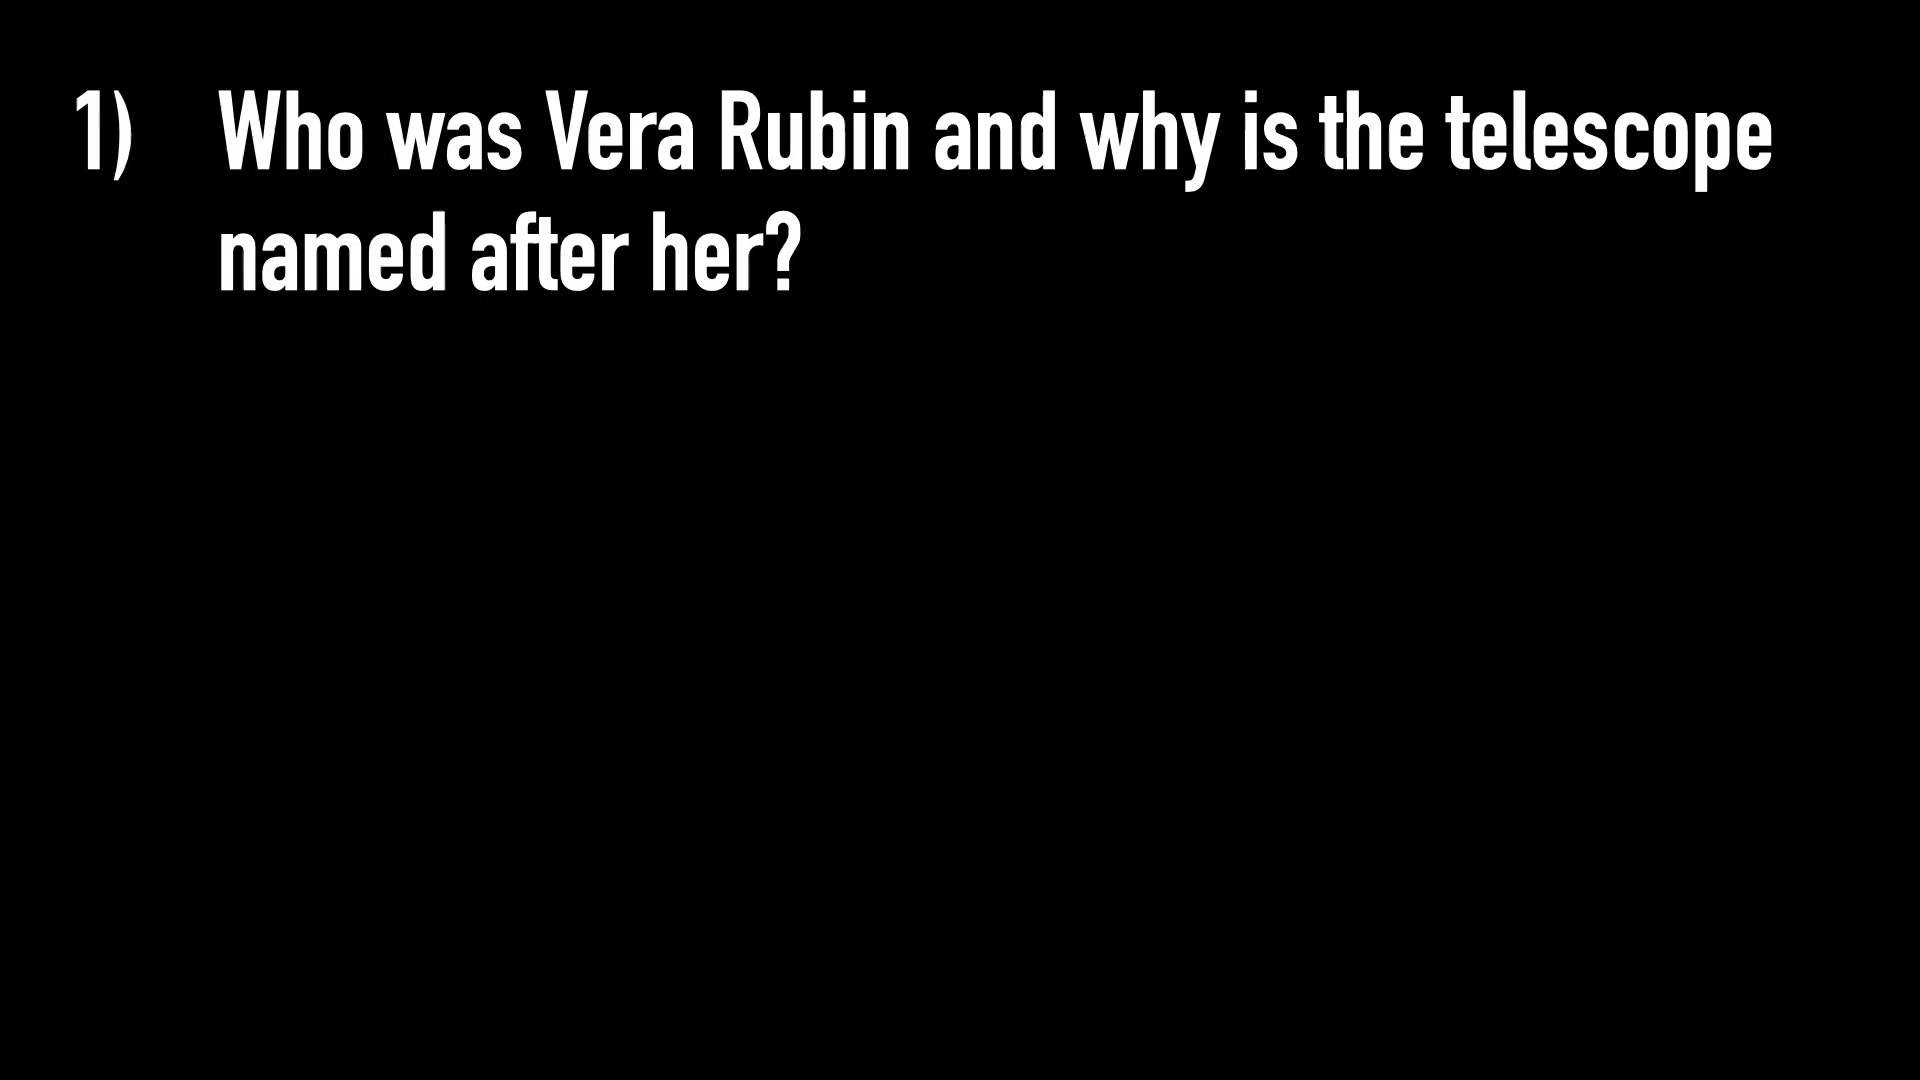 1) Who was Vera Rubin and why is the telescope
named after her?